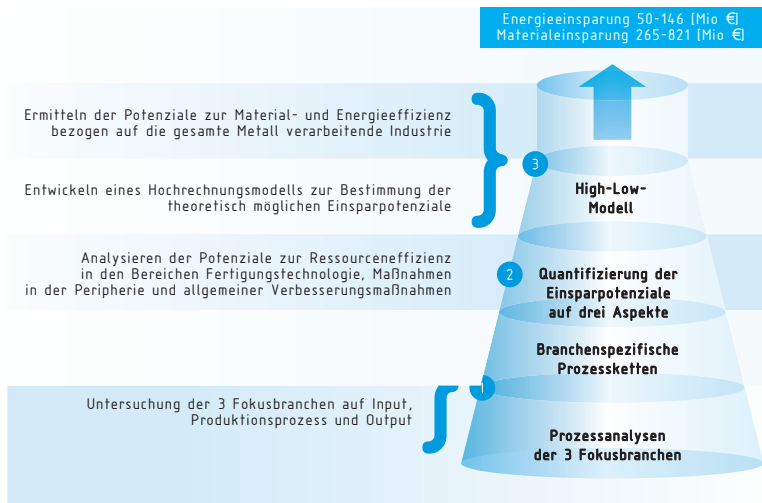 Energieeinsparung 50-146 [Mio €]
Materialeinsparung 265-821 [Mio €]
Ermitteln der Potenziale zur Material- und Energieeffizienz
bezogen auf die gesamte Metall verarbeitende Industrie
3
Entwickeln eines Hochrechnungsmodells zur Bestimmung der
theoretisch möglichen Einsparpotenziale
High-Low-
Modell
Analysieren der Potenziale zur Ressourceneffizienz
in den Bereichen Fertigungstechnologie, Maßnahmen
in der Peripherie und allgemeiner Verbesserungsmaßnahmen
2
Quantifizierung der
Einsparpotenziale
auf drei Aspekte
Branchenspezifische
Prozessketten
1
Untersuchung der 3 Fokusbranchen auf Input,
Produktionsprozess und Output
Prozessanalysen
der 3 Fokusbranchen